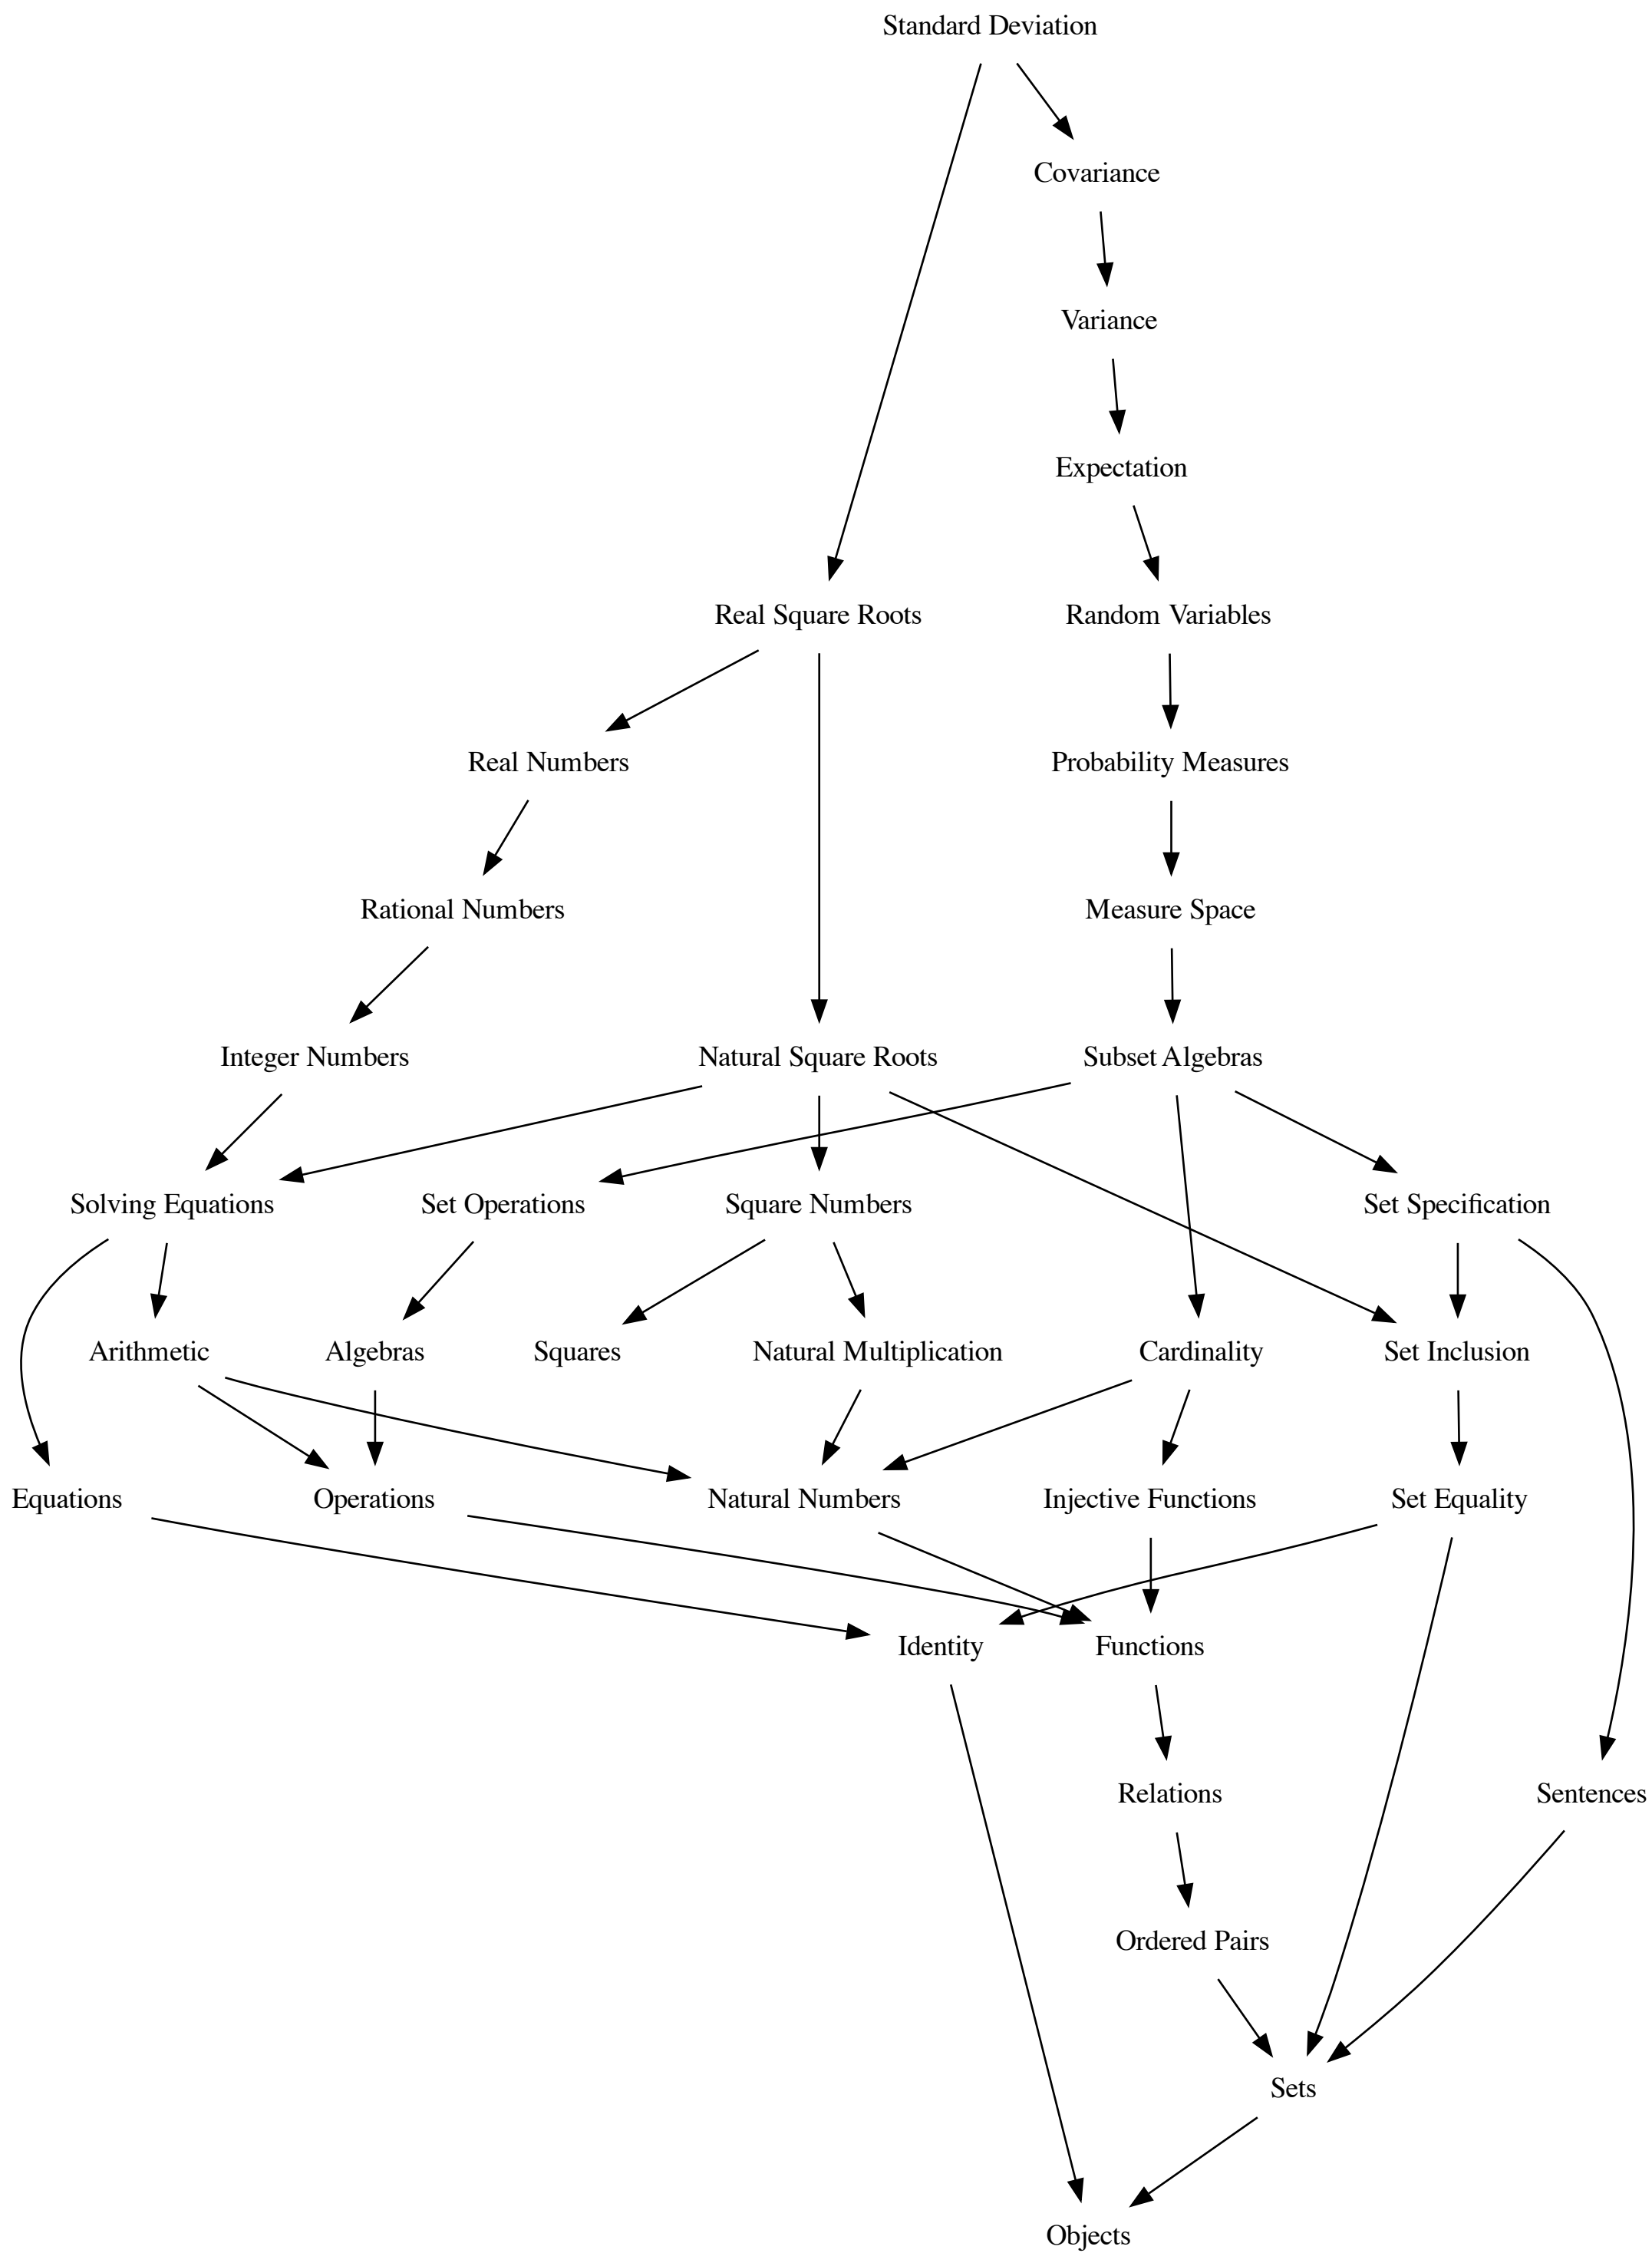 Standard Deviation
Covariance
Variance
Expectation
Real Square Roots
Random Variables
Real Numbers
Probability Measures
Rational Numbers
Measure Space
Integer Numbers
Natural Square Roots
Subset Algebras
Solving Equations
Set Operations
Square Numbers
Set Specification
Arithmetic
Algebras
Squares
Natural Multiplication
Cardinality
Set Inclusion
Equations
Operations
Natural Numbers
Injective Functions
Set Equality
Identity
Functions
Relations
Sentences
Ordered Pairs
Sets
Objects